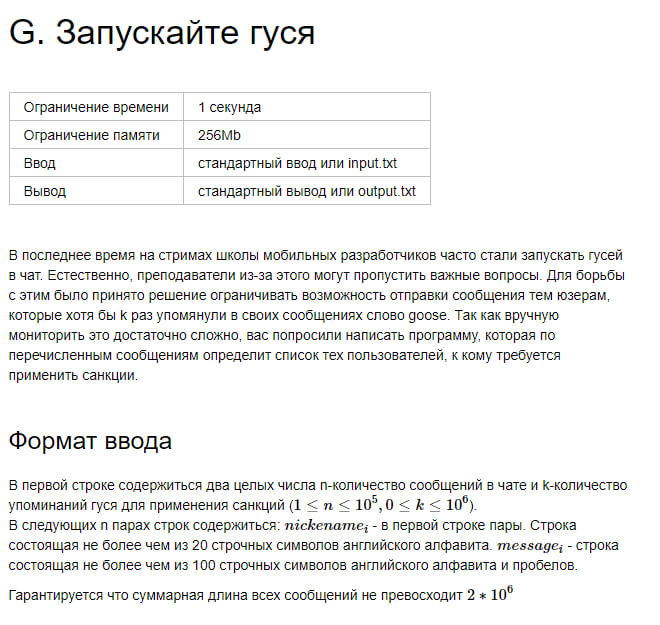 G. Запускайте гуся
Ограничение времени 1 секунда
Ограничение памяти 256Mb
Ввод стандартный ввод или input.txt
Вывод стандартный вывод или output.txt
В последнее время на стримах школы мобильных разработчиков часто стали запускать гусей
в чат. Естественно, преподаватели из-за этого могут пропустить важные вопросы. Для борьбы
с этим было принято решение ограничивать возможность отправки сообщения тем юзерам,
которые хотя бы k раз упомянули в своих сообщениях слово goose. Так как вручную
мониторить это достаточно сложно, вас попросили написать программу, которая по
перечисленным сообщениям определит список тех пользователей, к кому требуется
применить санкции.
Формат ввода
В первой строке содержиться два целых числа n-количество сообщений в чате и k-количество
упоминаний гуся для применения санкций (1 ≤ n ≤ 10^5, 0 ≤ k ≤ 10^6).
В следующих n парах строк содержиться: nickename_i - в первой строке пары. Строка
состоящая не более чем из 20 строчных символов английского алфавита. message_i - строка
состоящая не более чем из 100 строчных символов английского алфавита и пробелов.
Гарантируется что суммарная длина всех сообщений не превосходит 2 * 10^6